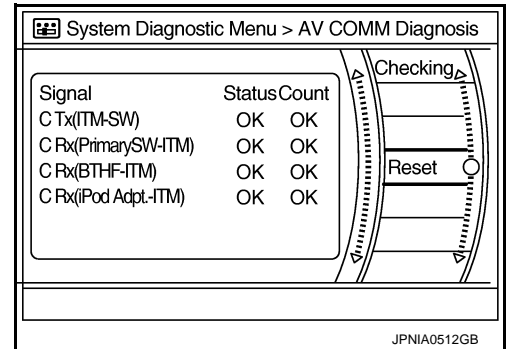 System Diagnostic Menu > AV COMM Diagnosis
Checking
Signal Status Count
C Tx(ITM-SW) OK OK
C Rx(PrimarySW-ITM) OK OK
C Rx(BTHF-ITM) OK OK
C Rx(iPod Adpt.-ITM) OK OK
Reset
JPNIA0512GB